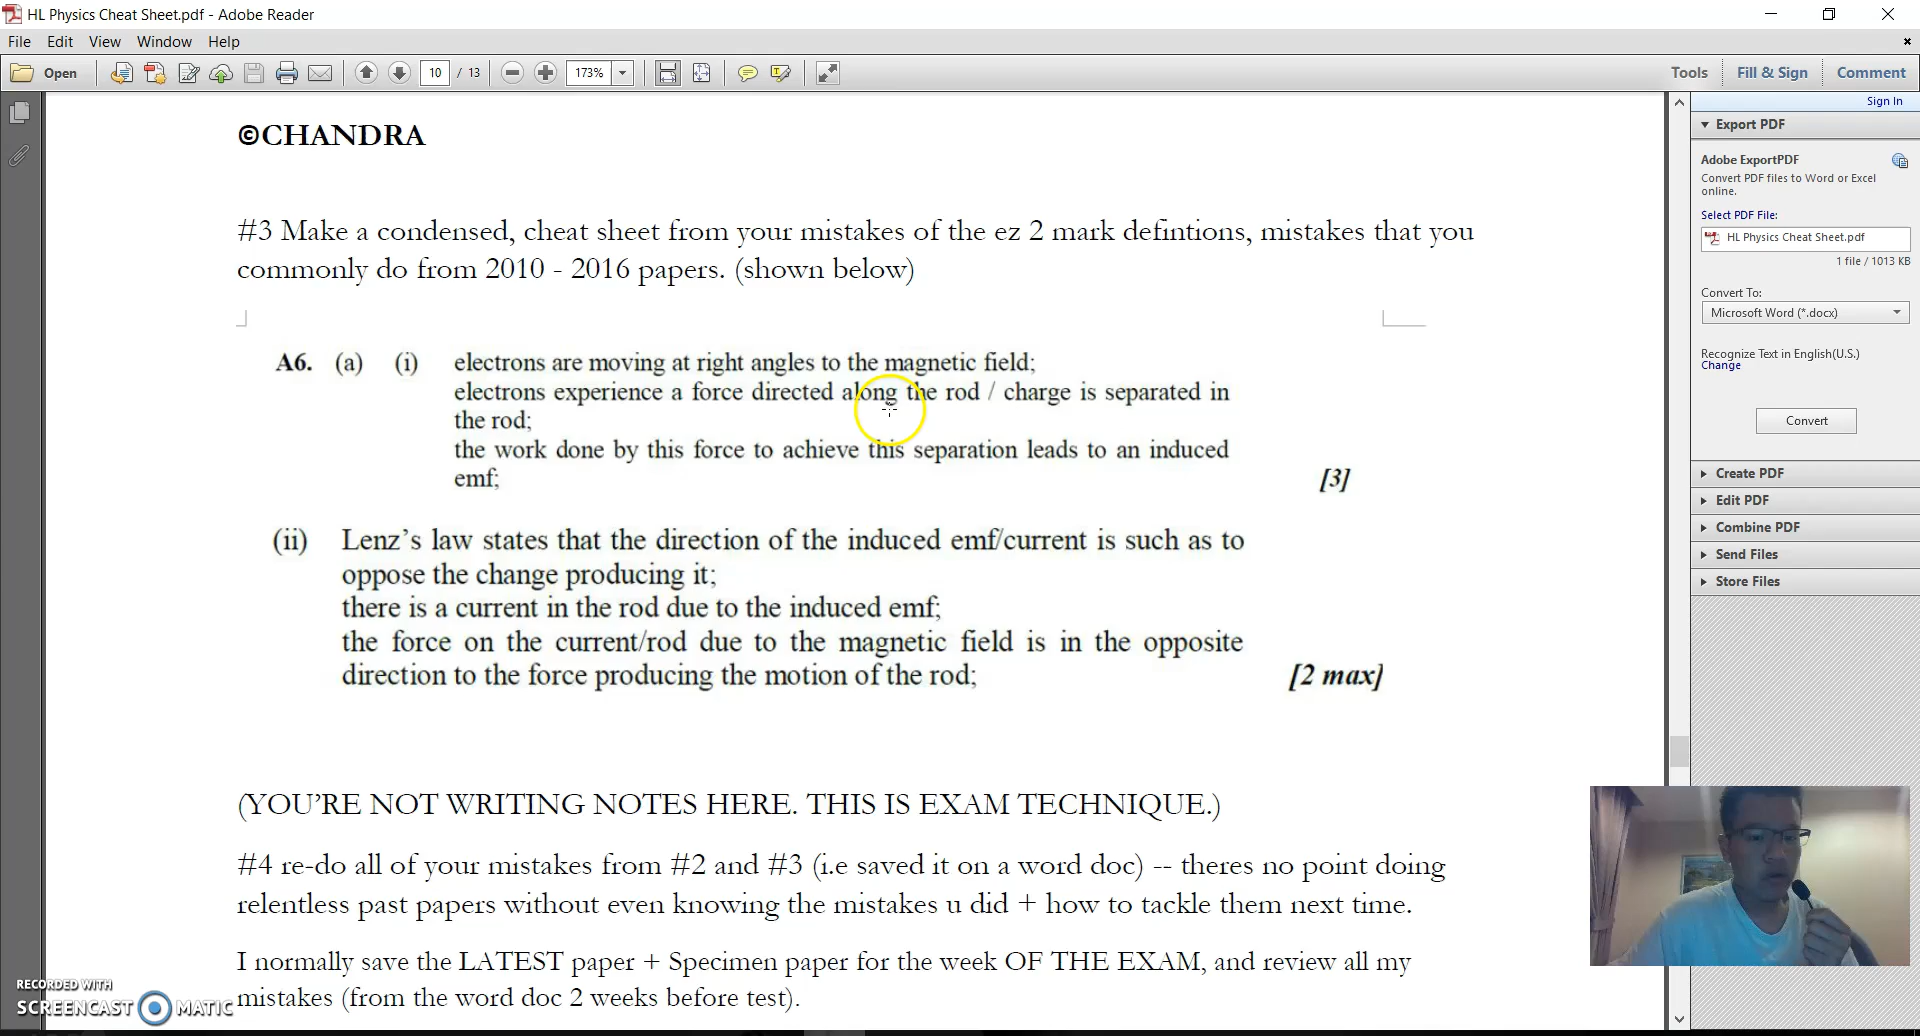 HL Physics Cheat Sheet.pdf - Adobe Reader
File Edit View Window Help
Open 10 / 13 173% Tools Fill & Sign Comment
Sign In
©CHANDRA
#3 Make a condensed, cheat sheet from your mistakes of the ez 2 mark defintions, mistakes that you
commonly do from 2010 - 2016 papers. (shown below)
A6. (a) (i) electrons are moving at right angles to the magnetic field;
electrons experience a force directed along the rod / charge is separated in
the rod;
the work done by this force to achieve this separation leads to an induced
emf; [3]
(ii) Lenz's law states that the direction of the induced emf/current is such as to
oppose the change producing it;
there is a current in the rod due to the induced emf;
the force on the current/rod due to the magnetic field is in the opposite
direction to the force producing the motion of the rod; [2 max]
(YOU'RE NOT WRITING NOTES HERE. THIS IS EXAM TECHNIQUE.)
#4 re-do all of your mistakes from #2 and #3 (i.e saved it on a word doc) -- theres no point doing
relentless past papers without even knowing the mistakes u did + how to tackle them next time.
I normally save the LATEST paper + Specimen paper for the week OF THE EXAM, and review all my
mistakes (from the word doc 2 weeks before test).
Export PDF
Adobe ExportPDF
Convert PDF files to Word or Excel
online.
Select PDF File:
HL Physics Cheat Sheet.pdf
1 file / 1013 KB
Convert To:
Microsoft Word (*.docx)
Recognize Text in English(U.S.)
Change
Convert
Create PDF
Edit PDF
Combine PDF
Send Files
Store Files
RECORDED WITH
SCREENCAST MATIC